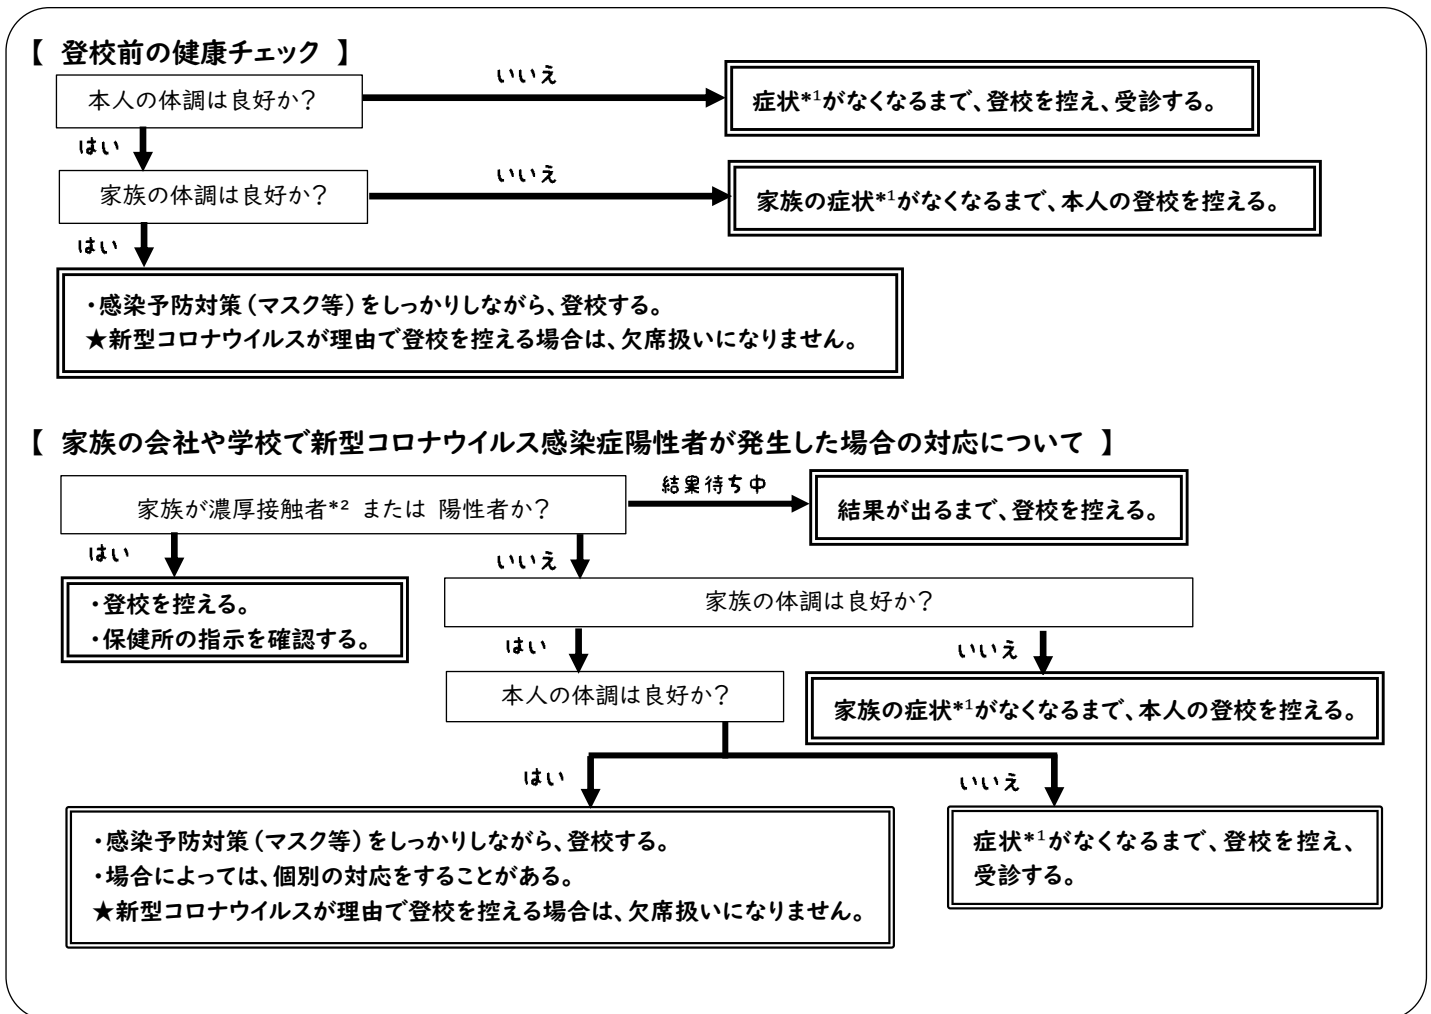 【 登校前の健康チェック 】
本人の体調は良好か？
いいえ
症状*1がなくなるまで、登校を控え、受診する。
はい
家族の体調は良好か？
いいえ
家族の症状*1がなくなるまで、本人の登校を控える。
はい
・感染予防対策（マスク等）をしっかりしながら、登校する。
★新型コロナウイルスが理由で登校を控える場合は、欠席扱いになりません。
【 家族の会社や学校で新型コロナウイルス感染症陽性者が発生した場合の対応について 】
家族が濃厚接触者*2 または 陽性者か？
結果待ち中
結果が出るまで、登校を控える。
はい
・登校を控える。
・保健所の指示を確認する。
いいえ
家族の体調は良好か？
はい
いいえ
本人の体調は良好か？
家族の症状*1がなくなるまで、本人の登校を控える。
はい
いいえ
・感染予防対策（マスク等）をしっかりしながら、登校する。
・場合によっては、個別の対応をすることがある。
★新型コロナウイルスが理由で登校を控える場合は、欠席扱いになりません。
症状*1がなくなるまで、登校を控え、
受診する。